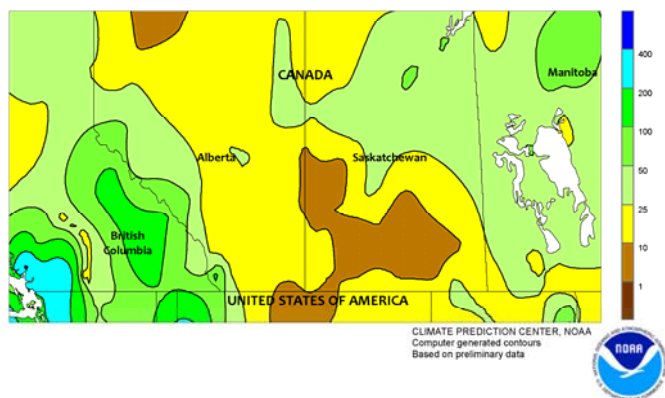 CANADA
Manitoba
Alberta
Saskatchewan
British
Columbia
UNITED STATES OF AMERICA
400
200
100
50
25
10
1
CLIMATE PREDICTION CENTER, NOAA
Computer generated contours
Based on preliminary data
NOAA